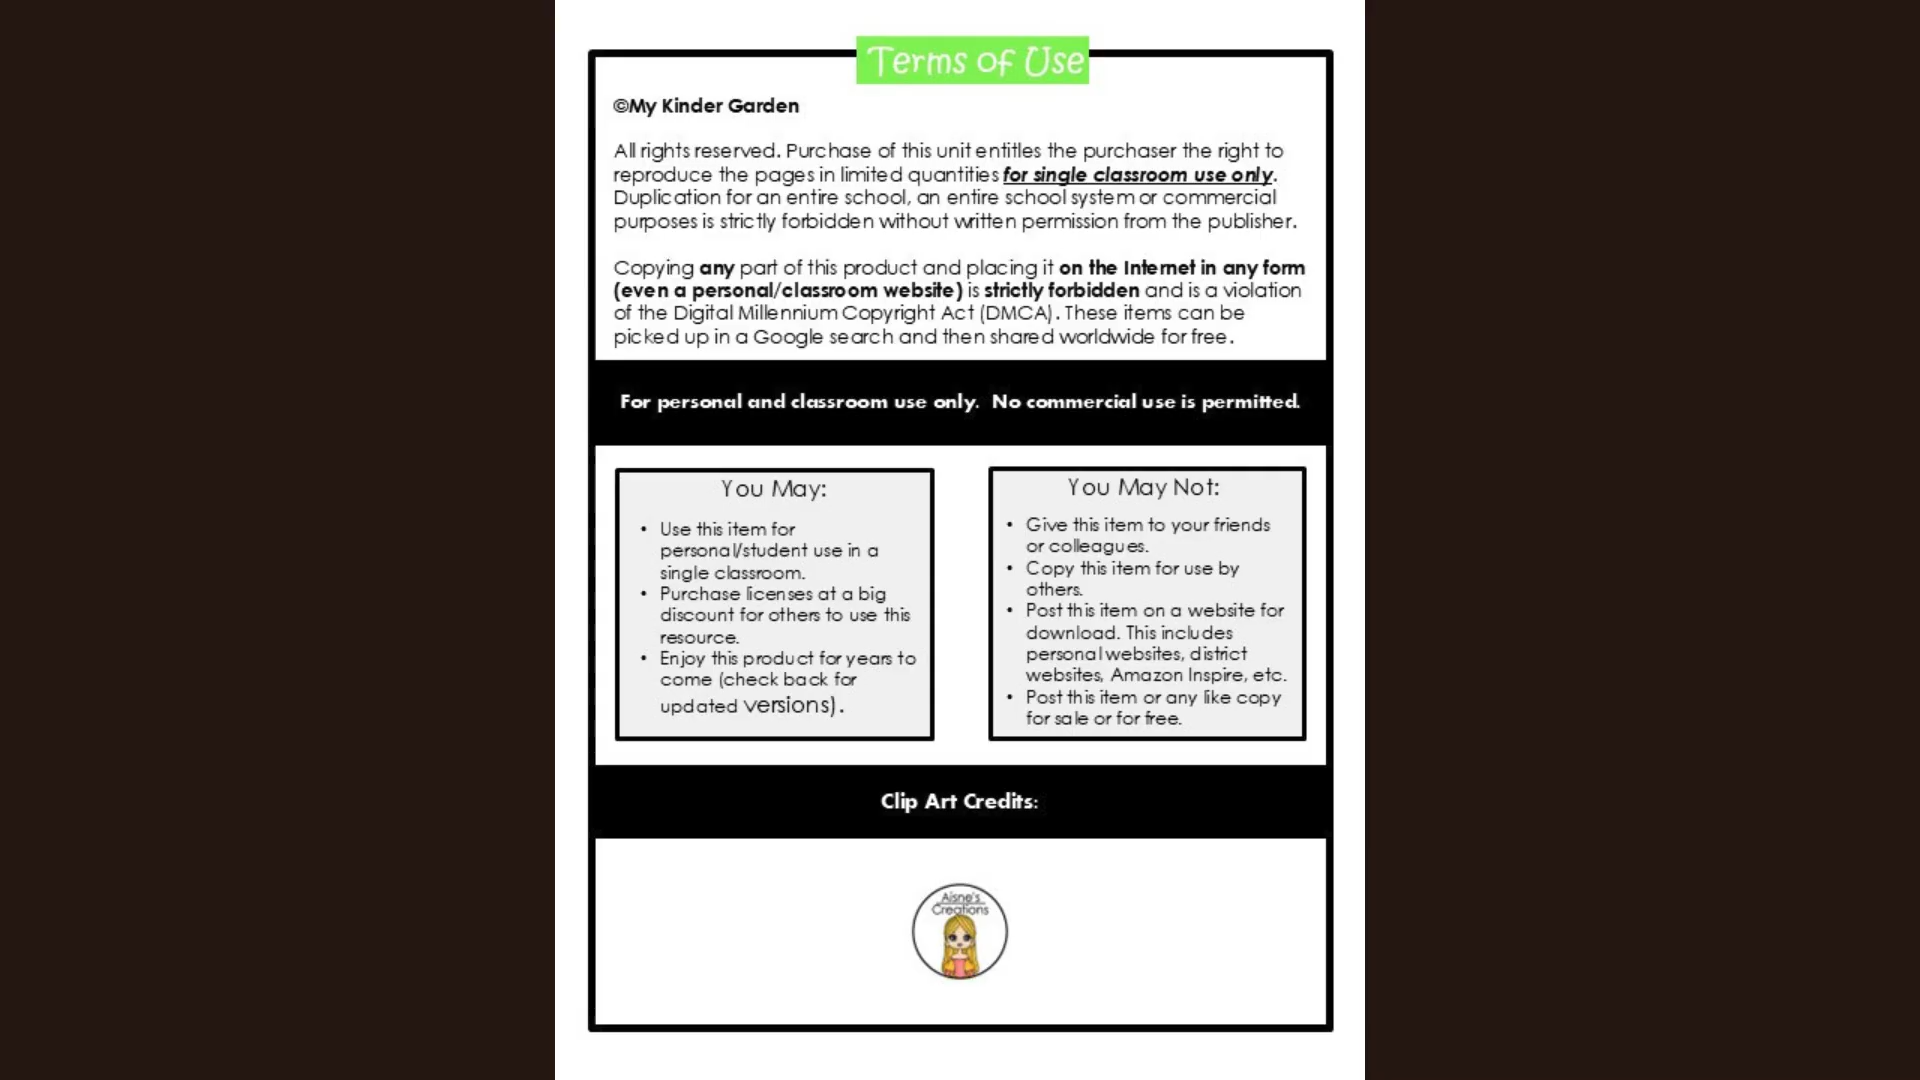 Terms of Use
©My Kinder Garden
All rights reserved. Purchase of this unit entitles the purchaser the right to
reproduce the pages in limited quantities for single classroom use only.
Duplication for an entire school, an entire school system or commercial
purposes is strictly forbidden without written permission from the publisher.
Copying any part of this product and placing it on the Internet in any form
(even a personal/classroom website) is strictly forbidden and is a violation
of the Digital Millennium Copyright Act (DMCA). These items can be
picked up in a Google search and then shared worldwide for free.
For personal and classroom use only. No commercial use is permitted.
You May:
• Use this item for
personal/student use in a
single classroom.
• Purchase licenses at a big
discount for others to use this
resource.
• Enjoy this product for years to
come (check back for
updated versions).
You May Not:
• Give this item to your friends
or colleagues.
• Copy this item for use by
others.
• Post this item on a website for
download. This includes
personal websites, district
websites, Amazon Inspire, etc.
• Post this item or any like copy
for sale or for free.
Clip Art Credits:
Aisne's
Creations